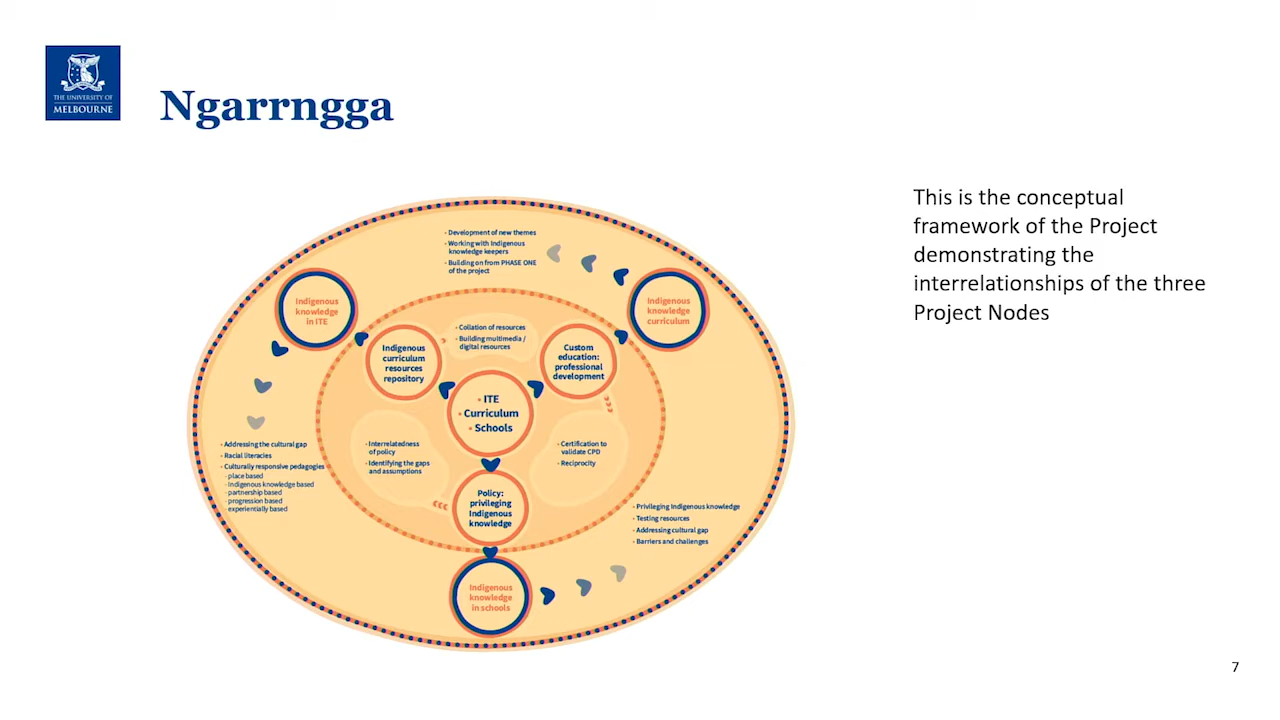 THE UNIVERSITY OF
MELBOURNE
Ngarrngga
This is the conceptual
framework of the Project
demonstrating the
interrelationships of the three
Project Nodes
• Development of new themes
• Working with Indigenous
knowledge keepers
• Building on from PHASE ONE
of the project
Indigenous
knowledge
in ITE
Indigenous
knowledge
curriculum
Indigenous
curriculum
resources
repository
• Collation of resources
• Building multimedia /
digital resources
Custom
education:
professional
development
• ITE
• Curriculum
• Schools
• Interrelatedness
of policy
• Identifying the gaps
and assumptions
• Certification to
validate CPD
• Reciprocity
• Addressing the cultural gap
• Racial literacies
• Culturally responsive pedagogies
- place based
- Indigenous knowledge based
- partnership based
- progression based
- experientially based
Policy:
privileging
Indigenous
knowledge
• Privileging Indigenous knowledge
• Testing resources
• Addressing cultural gap
• Barriers and challenges
Indigenous
knowledge
in schools
7